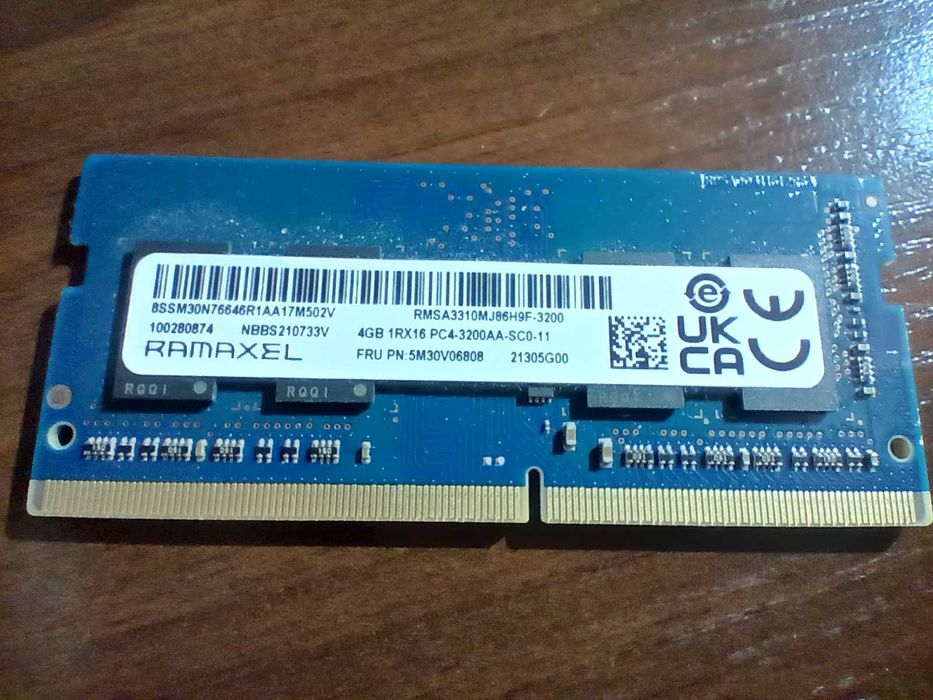 8SSM30N76646R1AA17M502V RMSA3310MJ86H9F-3200
100280874 NBBS210733V 4GB 1RX16 PC4-3200AA-SC0-11
RAMAXEL FRU PN:5M30V06808 21305G00
e
UK
CA
CE
RQQI RQQI